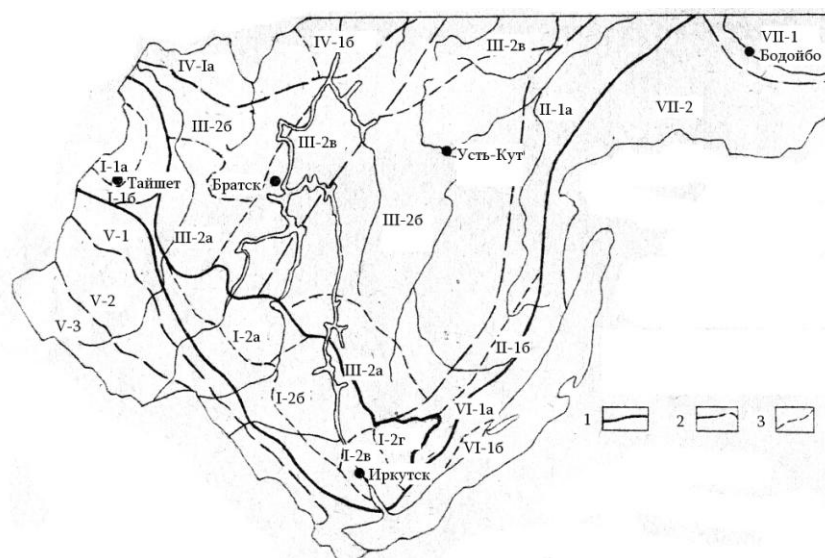 VII-1
Бодойбо
IV-1б
III-2в
IV-Iа
VII-2
II-1а
III-2б
III-2в
Усть-Кут
I-1а
Тайшет
Братск
I-1б
III-2б
V-1
III-2а
V-2
I-2а
V-3
II-1б
III-2а
I-2б
VI-1а
1
2
3
I-2г
VI-1б
I-2в
Иркутск